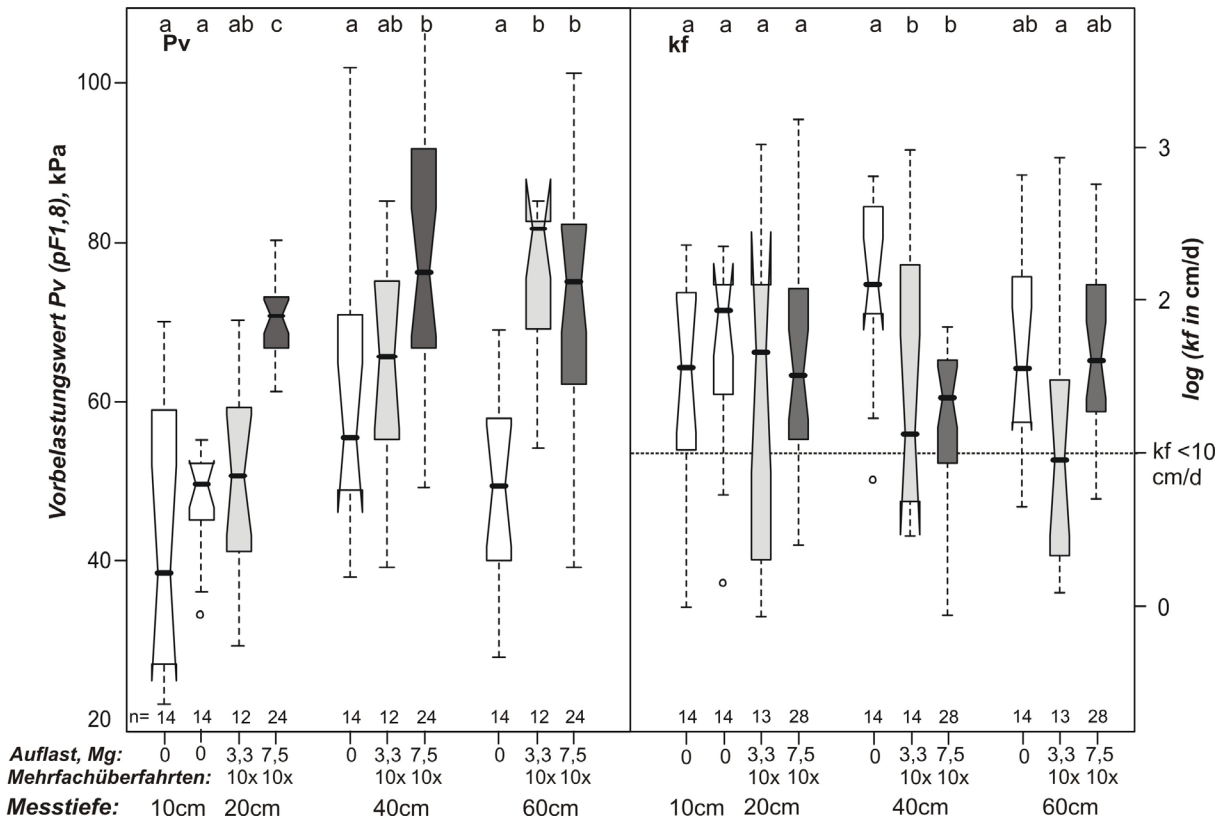 a a ab c a ab b a b b a a a a a b b ab a ab
Pv kf
100
80
60
40
20
Vorbelastungswert Pv (pF1,8), kPa
3
2
kf <10
cm/d
0
log (kf in cm/d)
n= 14 14 12 24 14 12 24 14 12 24 14 14 13 28 14 14 28 14 13 28
Auflast, Mg: 0 0 3,3 7,5 0 3,3 7,5 0 3,3 7,5 0 0 3,3 7,5 0 3,3 7,5 0 3,3 7,5
Mehrfachüberfahrten: 10x 10x 10x 10x 10x 10x 10x 10x 10x 10x 10x 10x
Messtiefe: 10cm 20cm 40cm 60cm 10cm 20cm 40cm 60cm